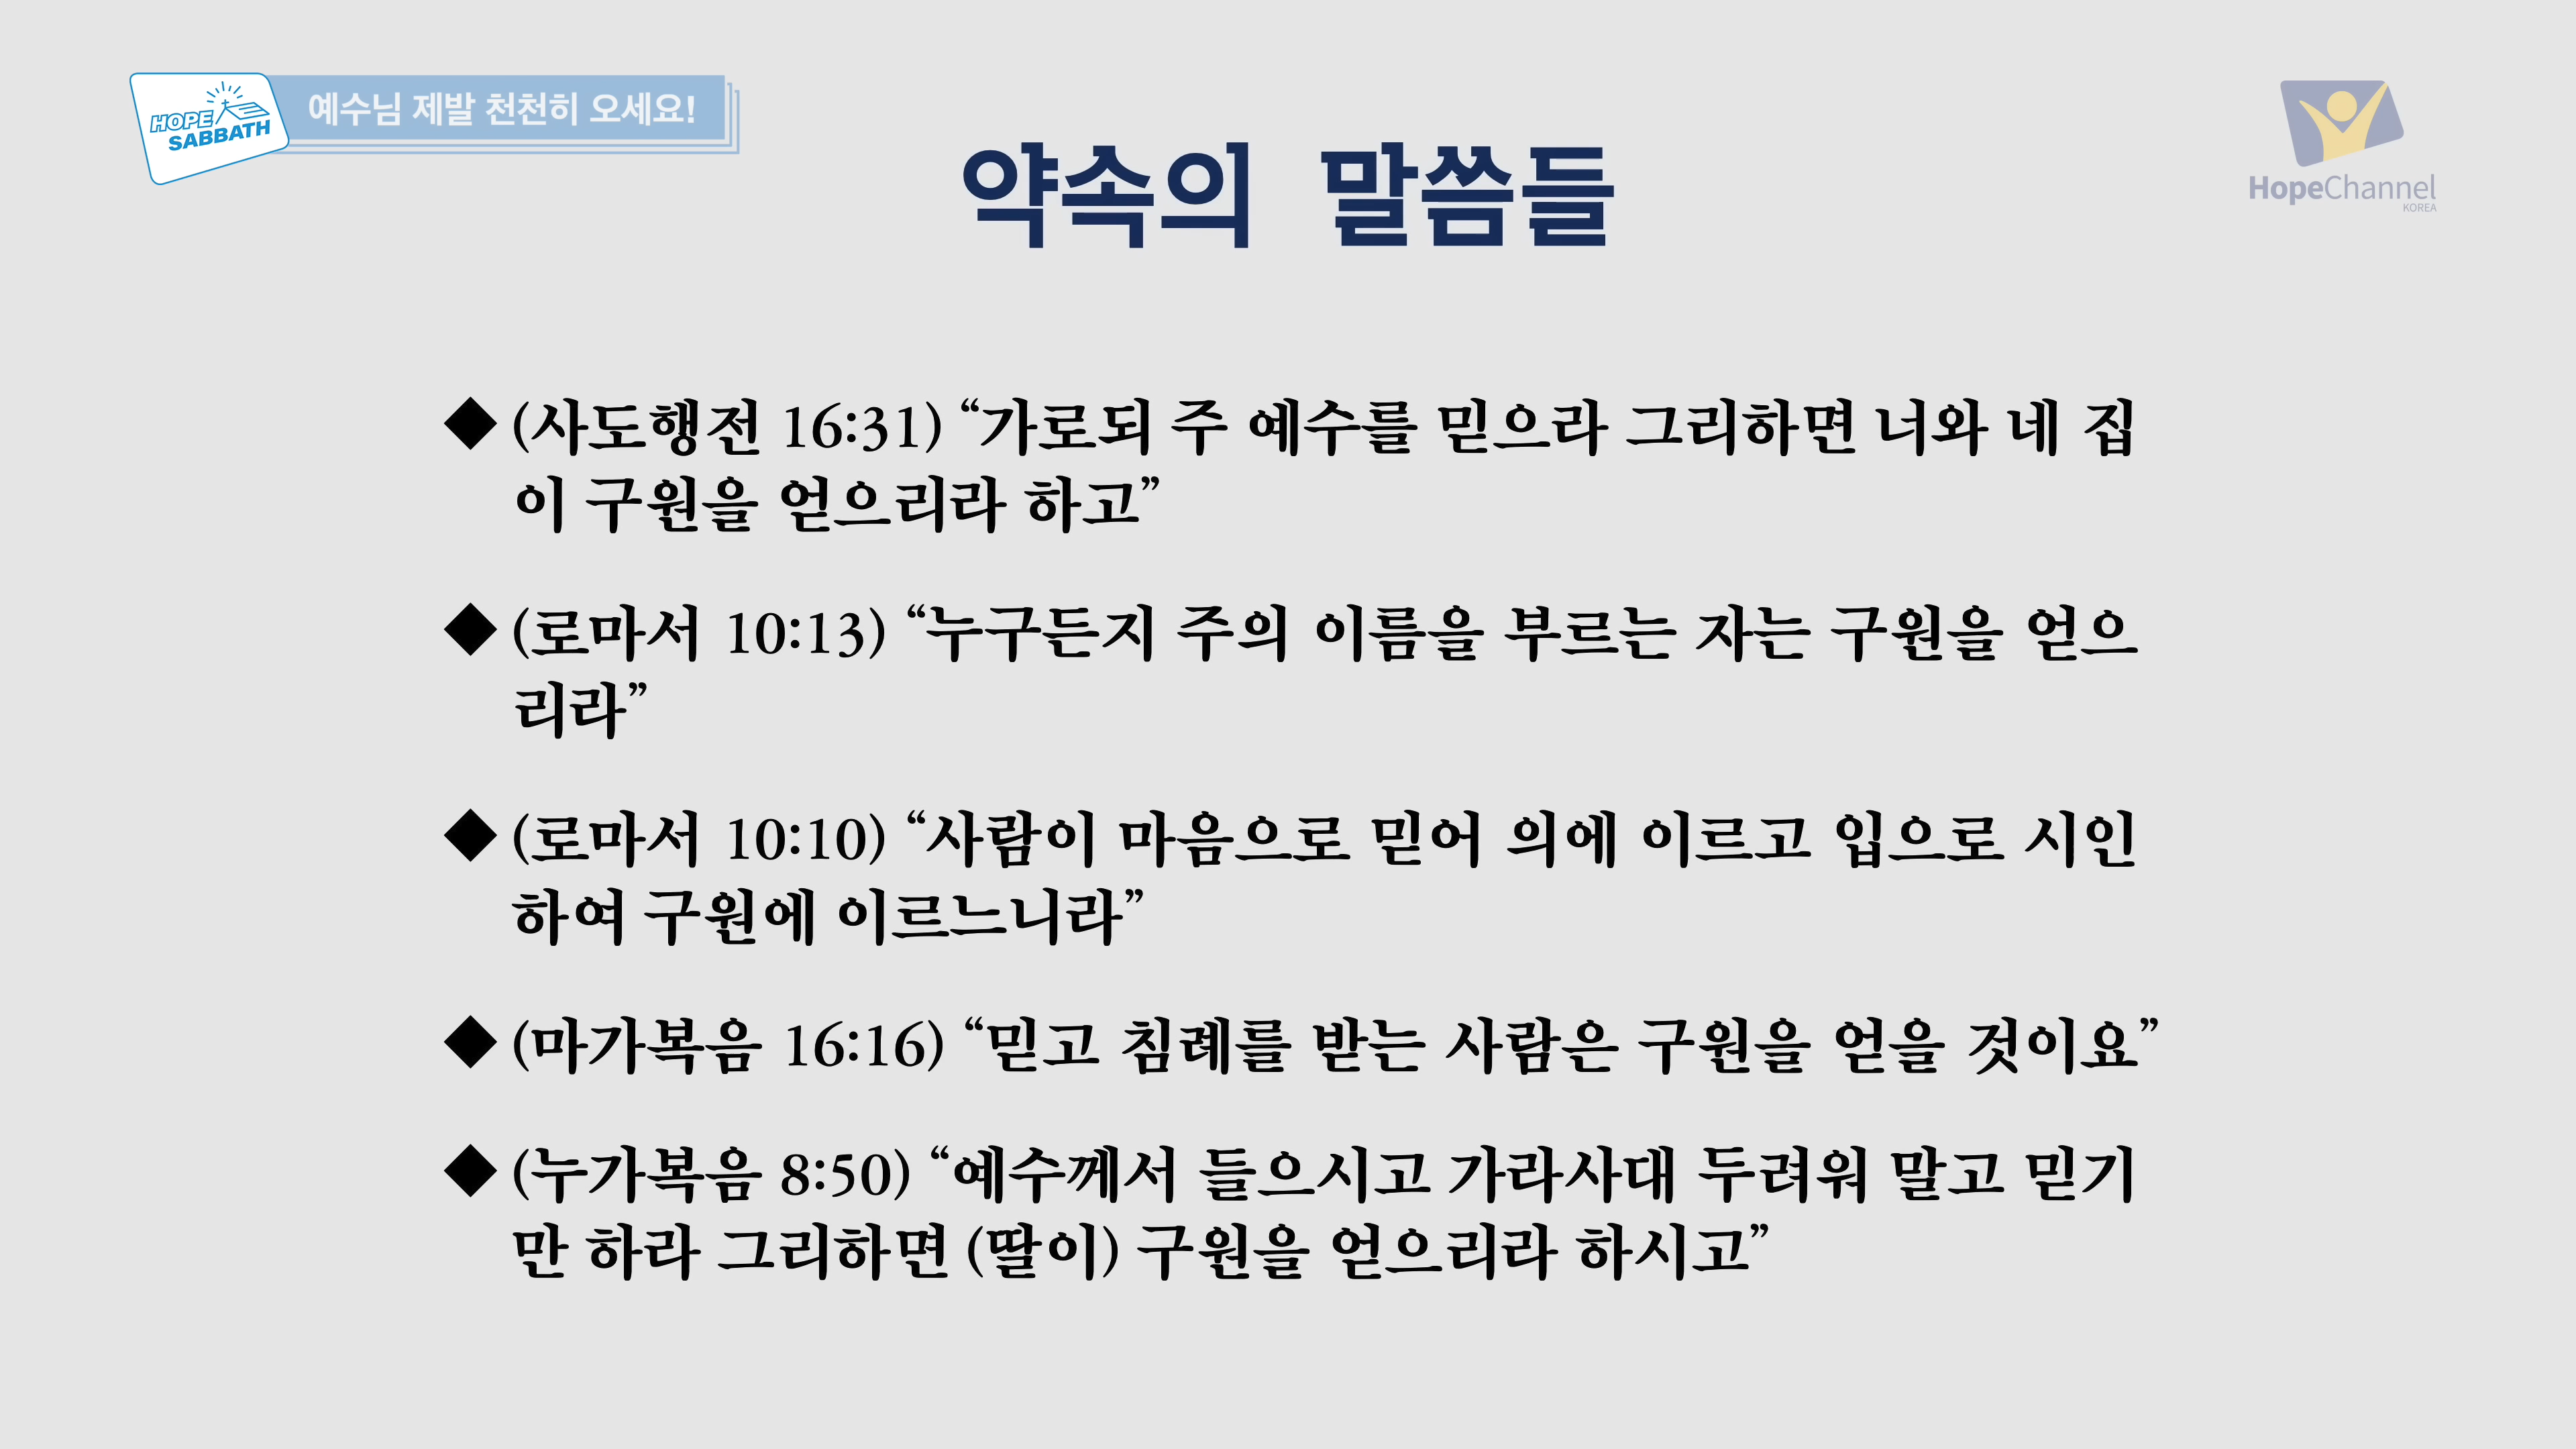 HOPE
SABBATH
예수님 제발 천천히 오세요!
HopeChannel
KOREA
약속의 말씀들
◆ (사도행전 16:31) “가로되 주 예수를 믿으라 그리하면 너와 네 집
이 구원을 얻으리라 하고”
◆ (로마서 10:13) “누구든지 주의 이름을 부르는 자는 구원을 얻으
리라”
◆ (로마서 10:10) “사람이 마음으로 믿어 의에 이르고 입으로 시인
하여 구원에 이르느니라”
◆ (마가복음 16:16) “믿고 침례를 받는 사람은 구원을 얻을 것이요”
◆ (누가복음 8:50) “예수께서 들으시고 가라사대 두려워 말고 믿기
만 하라 그리하면 (딸이) 구원을 얻으리라 하시고”